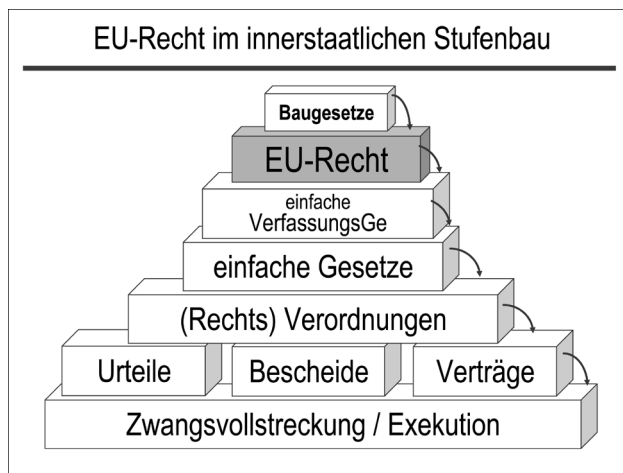 EU-Recht im innerstaatlichen Stufenbau
Baugesetze
EU-Recht
einfache
VerfassungsGe
einfache Gesetze
(Rechts) Verordnungen
Urteile
Bescheide
Verträge
Zwangsvollstreckung / Exekution